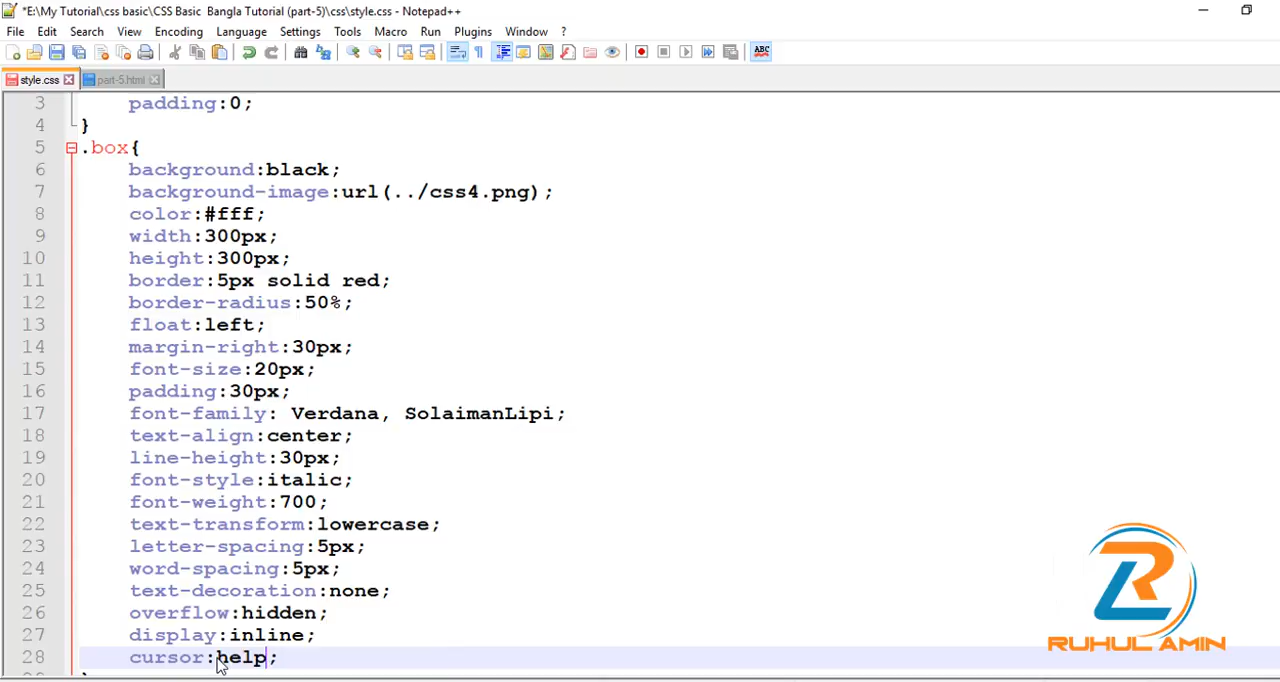 *E:\My Tutorial\css basic\CSS Basic  Bangla Tutorial (part-5)\css\style.css - Notepad++
File Edit Search View Encoding Language Settings Tools Macro Run Plugins Window ?
ABC
style.css part-5.html
3 padding:0;
4 }
5 .box{
6 background:black;
7 background-image:url(../css4.png);
8 color:#fff;
9 width:300px;
10 height:300px;
11 border:5px solid red;
12 border-radius:50%;
13 float:left;
14 margin-right:30px;
15 font-size:20px;
16 padding:30px;
17 font-family: Verdana, SolaimanLipi;
18 text-align:center;
19 line-height:30px;
20 font-style:italic;
21 font-weight:700;
22 text-transform:lowercase;
23 letter-spacing:5px;
24 word-spacing:5px;
25 text-decoration:none;
26 overflow:hidden;
27 display:inline;
28 cursor:help;
RUHUL AMIN